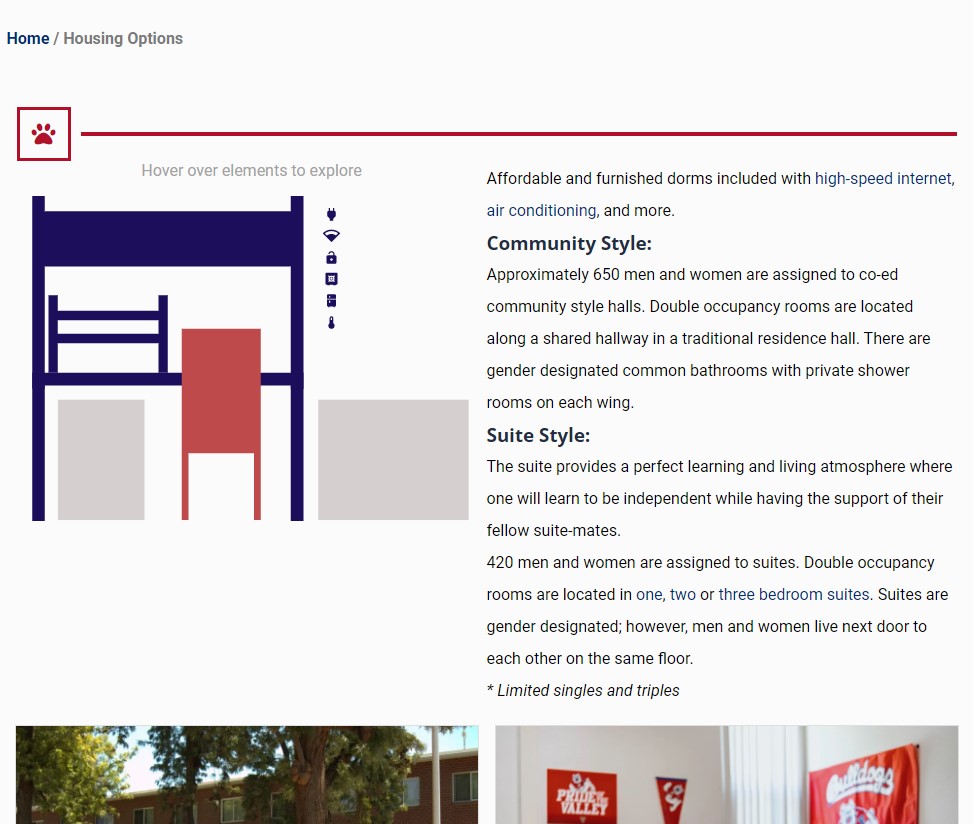 Home / Housing Options
Hover over elements to explore
Affordable and furnished dorms included with high-speed internet,
air conditioning, and more.
Community Style:
Approximately 650 men and women are assigned to co-ed
community style halls. Double occupancy rooms are located
along a shared hallway in a traditional residence hall. There are
gender designated common bathrooms with private shower
rooms on each wing.
Suite Style:
The suite provides a perfect learning and living atmosphere where
one will learn to be independent while having the support of their
fellow suite-mates.
420 men and women are assigned to suites. Double occupancy
rooms are located in one, two or three bedroom suites. Suites are
gender designated; however, men and women live next door to
each other on the same floor.
* Limited singles and triples
PRIDE OF THE
VALLEY
Bulldogs